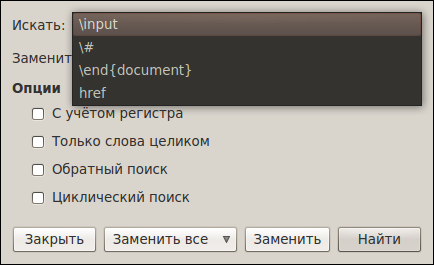 Искать: \input
\#
Заменит
\end{document}
Опции
href
С учётом регистра
Только слова целиком
Обратный поиск
Циклический поиск
Закрыть Заменить все Заменить Найти